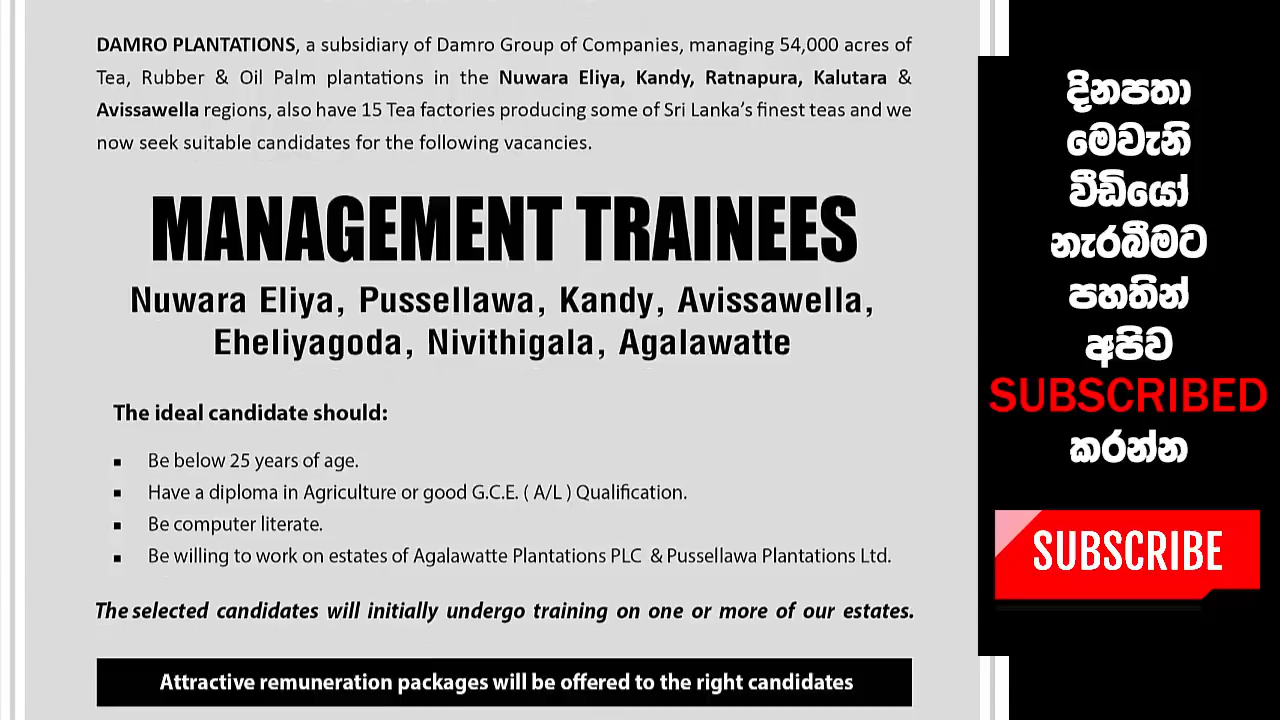 DAMRO PLANTATIONS, a subsidiary of Damro Group of Companies, managing 54,000 acres of
Tea, Rubber & Oil Palm plantations in the Nuwara Eliya, Kandy, Ratnapura, Kalutara &
Avissawella regions, also have 15 Tea factories producing some of Sri Lanka's finest teas and we
now seek suitable candidates for the following vacancies.
MANAGEMENT TRAINEES
Nuwara Eliya, Pussellawa, Kandy, Avissawella,
Eheliyagoda, Nivithigala, Agalawatte
The ideal candidate should:
▪ Be below 25 years of age.
▪ Have a diploma in Agriculture or good G.C.E. ( A/L ) Qualification.
▪ Be computer literate.
▪ Be willing to work on estates of Agalawatte Plantations PLC & Pussellawa Plantations Ltd.
The selected candidates will initially undergo training on one or more of our estates.
Attractive remuneration packages will be offered to the right candidates
දිනපතා
මෙවැනි
වීඩියෝ
නැරඹීමට
පහතින්
අපිව
SUBSCRIBED
කරන්න
SUBSCRIBE